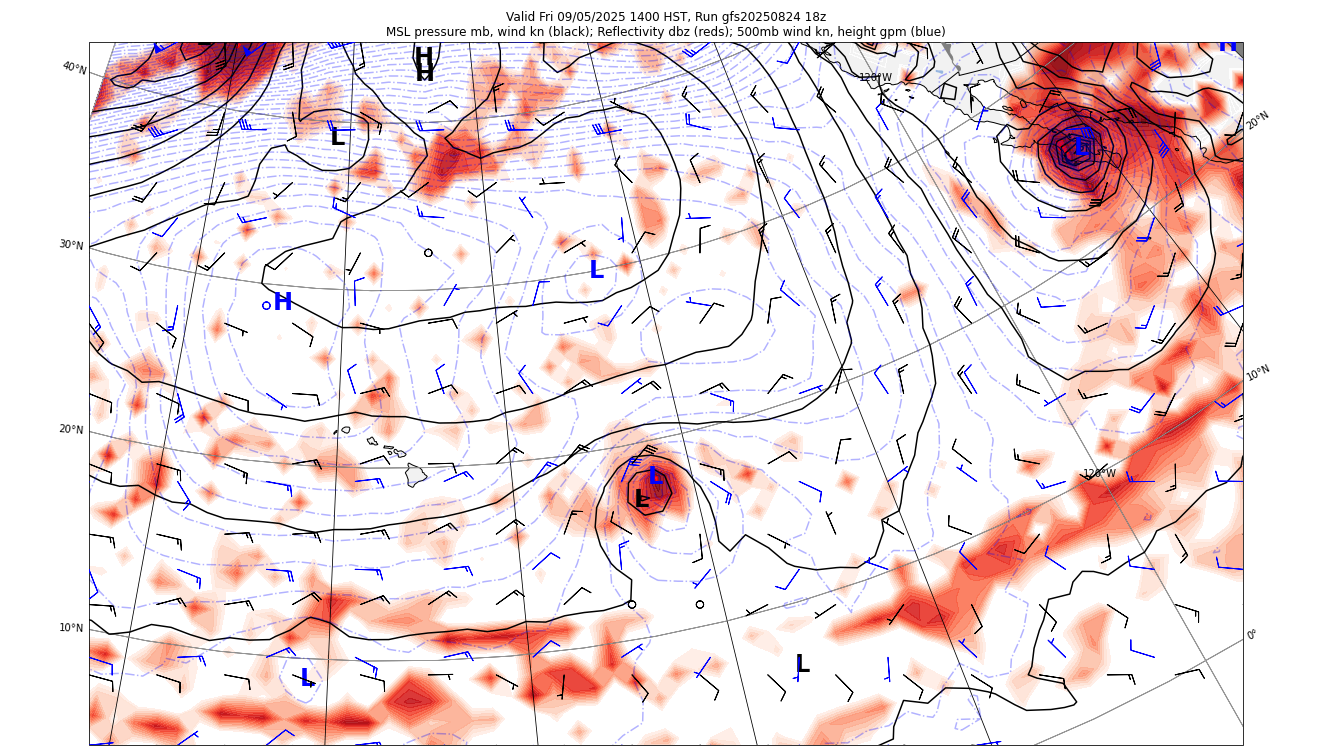 Valid Fri 09/05/2025 1400 HST, Run gfs20250824 18z
MSL pressure mb, wind kn (black); Reflectivity dbz (reds); 500mb wind kn, height gpm (blue)
H
H
H
40°N
128°W
20°N
L
L
30°N
L
H
10°N
20°N
L
L
120°W
10°N
0°
L
L